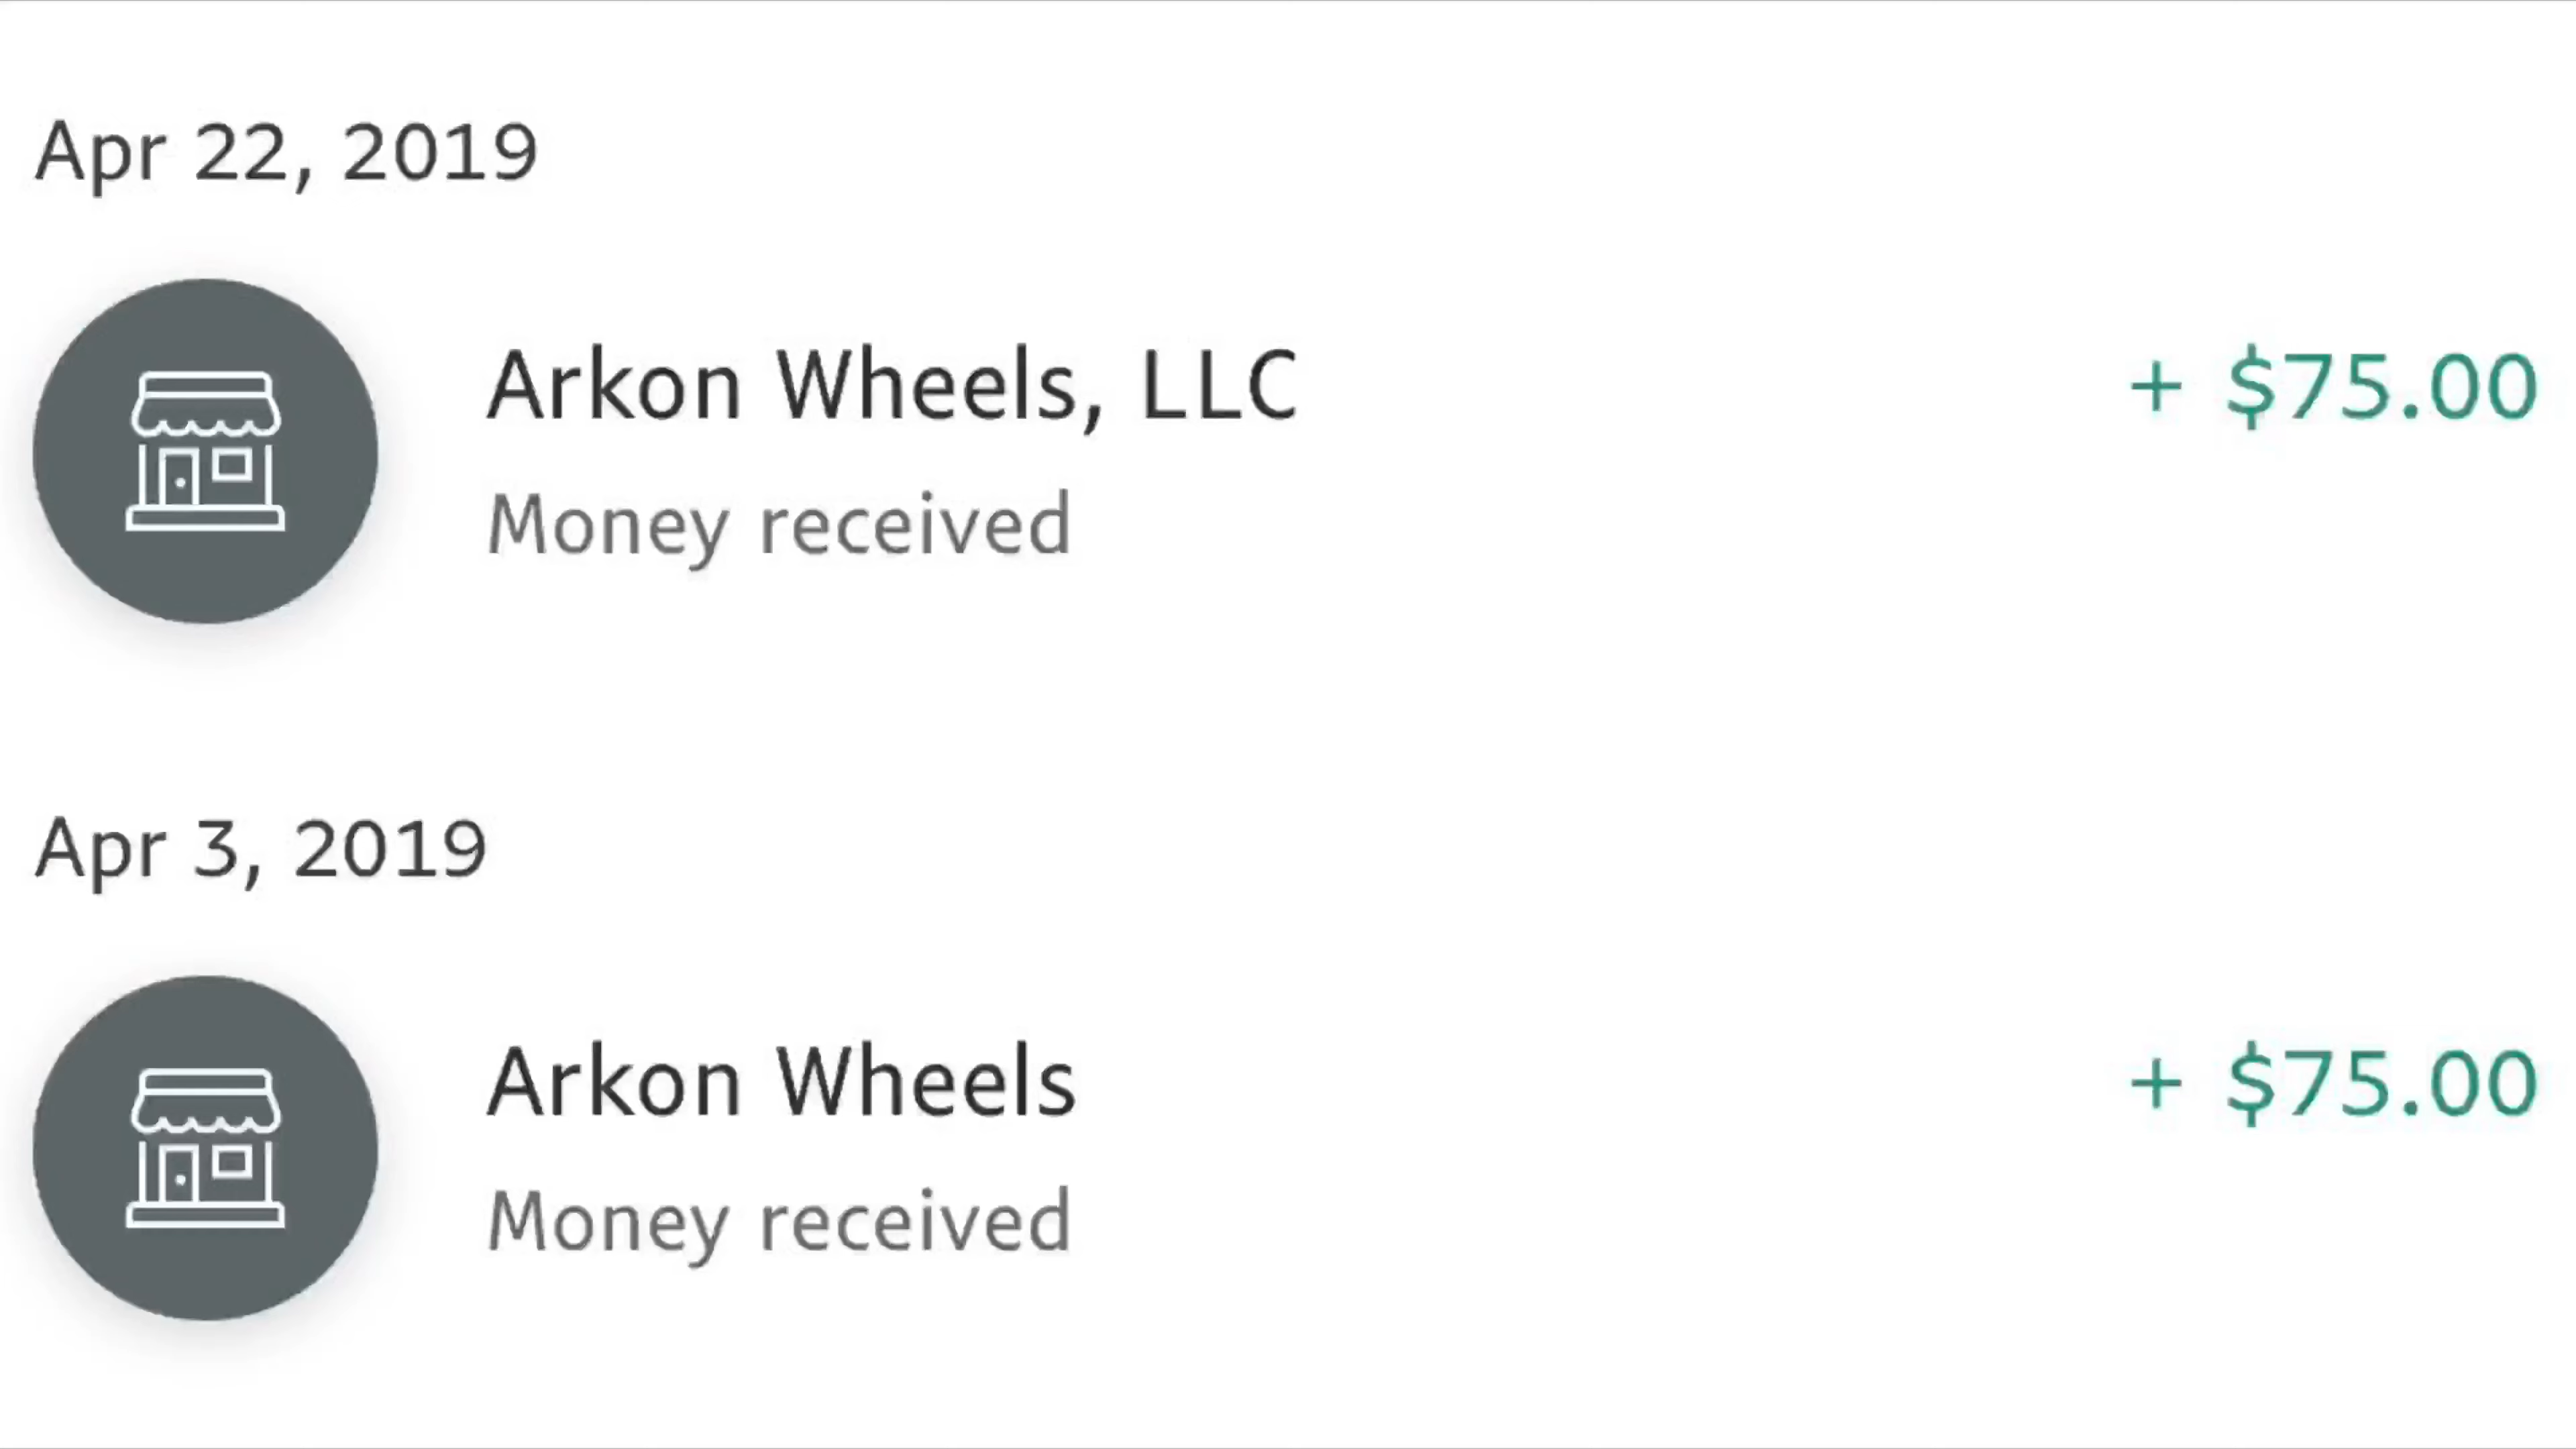 Apr 22, 2019
Arkon Wheels, LLC + $75.00
Money received
Apr 3, 2019
Arkon Wheels + $75.00
Money received